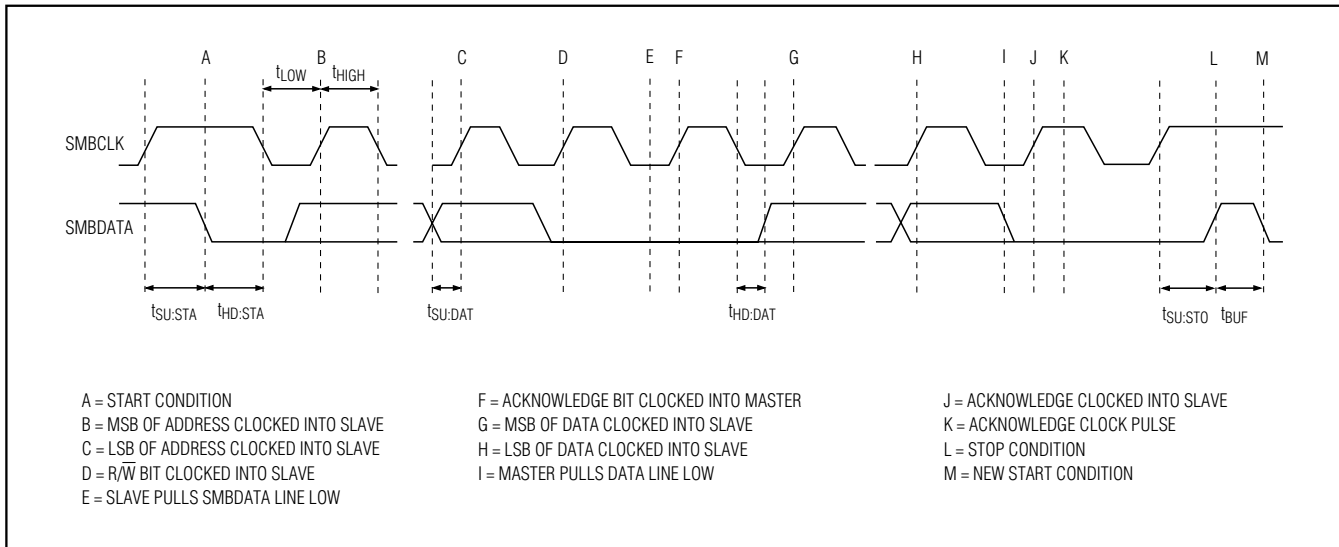 A B C D E F G H I J K L M
tLOW tHIGH
SMBCLK
SMBDATA
tSU:STA tHD:STA tSU:DAT tHD:DAT tSU:STO tBUF
A = START CONDITION
B = MSB OF ADDRESS CLOCKED INTO SLAVE
C = LSB OF ADDRESS CLOCKED INTO SLAVE
D = R/W̅ BIT CLOCKED INTO SLAVE
E = SLAVE PULLS SMBDATA LINE LOW
F = ACKNOWLEDGE BIT CLOCKED INTO MASTER
G = MSB OF DATA CLOCKED INTO SLAVE
H = LSB OF DATA CLOCKED INTO SLAVE
I = MASTER PULLS DATA LINE LOW
J = ACKNOWLEDGE CLOCKED INTO SLAVE
K = ACKNOWLEDGE CLOCK PULSE
L = STOP CONDITION
M = NEW START CONDITION